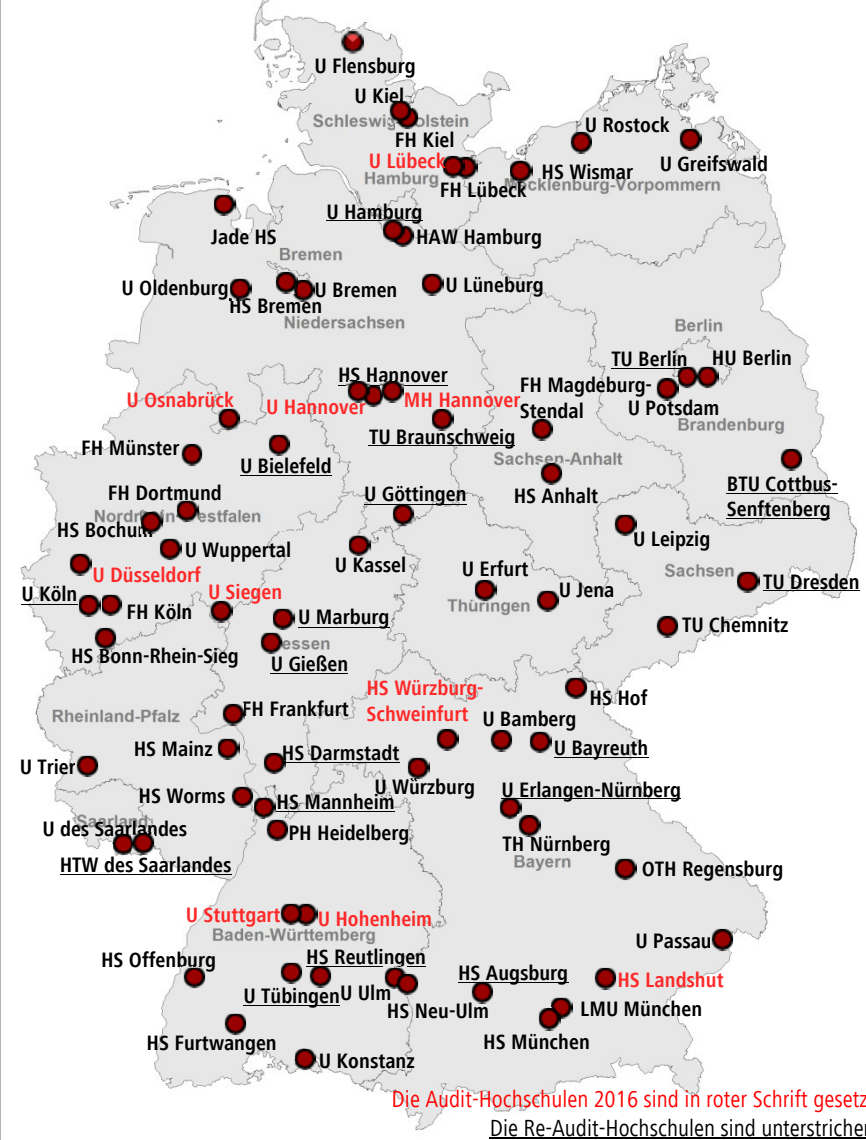 U Flensburg
U Kiel
Schleswig-Holstein
FH Kiel
U Rostock
U Lübeck
U Greifswald
HS Wismar
Hamburg
FH Lübeck
Mecklenburg-Vorpommern
U Hamburg
Jade HS
HAW Hamburg
Bremen
U Oldenburg
U Bremen
U Lüneburg
HS Bremen
Niedersachsen
Berlin
TU Berlin
HU Berlin
HS Hannover
FH Magdeburg-
Stendal
U Osnabrück
U Hannover
MH Hannover
U Potsdam
Brandenburg
TU Braunschweig
FH Münster
U Bielefeld
Sachsen-Anhalt
BTU Cottbus-
Senftenberg
FH Dortmund
U Göttingen
HS Anhalt
Nordrhein-Westfalen
HS Bochum
U Leipzig
U Wuppertal
U Kassel
U Erfurt
U Düsseldorf
Sachsen
TU Dresden
U Köln
U Siegen
U Jena
FH Köln
Thüringen
U Marburg
TU Chemnitz
Hessen
HS Bonn-Rhein-Sieg
U Gießen
HS Würzburg-
Schweinfurt
HS Hof
FH Frankfurt
Rheinland-Pfalz
U Bamberg
HS Mainz
HS Darmstadt
U Bayreuth
U Trier
U Würzburg
HS Worms
HS Mannheim
U Erlangen-Nürnberg
Saarland
U des Saarlandes
PH Heidelberg
TH Nürnberg
HTW des Saarlandes
Bayern
OTH Regensburg
U Stuttgart
U Hohenheim
Baden-Württemberg
U Passau
HS Offenburg
HS Reutlingen
HS Augsburg
HS Landshut
U Tübingen
U Ulm
HS Neu-Ulm
LMU München
HS Furtwangen
HS München
U Konstanz
Die Audit-Hochschulen 2016 sind in roter Schrift gesetz
Die Re-Audit-Hochschulen sind unterstrichen